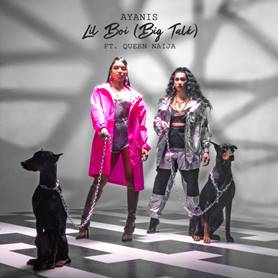 AYANIS
Lil Boi (Big Talk)
FT. QUEEN NAIJA